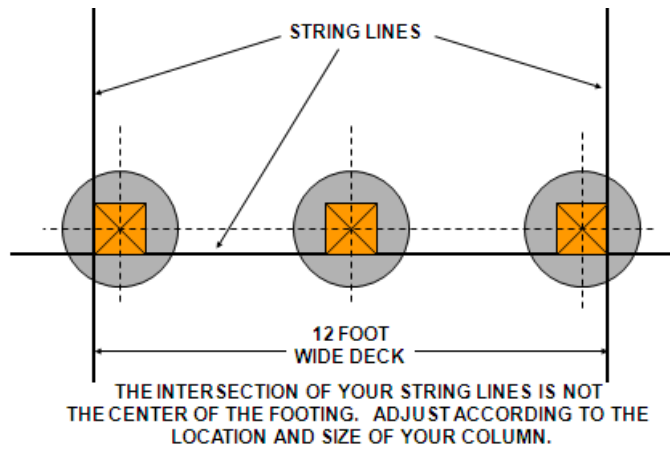 STRING LINES
12 FOOT
WIDE DECK
THE INTERSECTION OF YOUR STRING LINES IS NOT
THE CENTER OF THE FOOTING. ADJUST ACCORDING TO THE
LOCATION AND SIZE OF YOUR COLUMN.